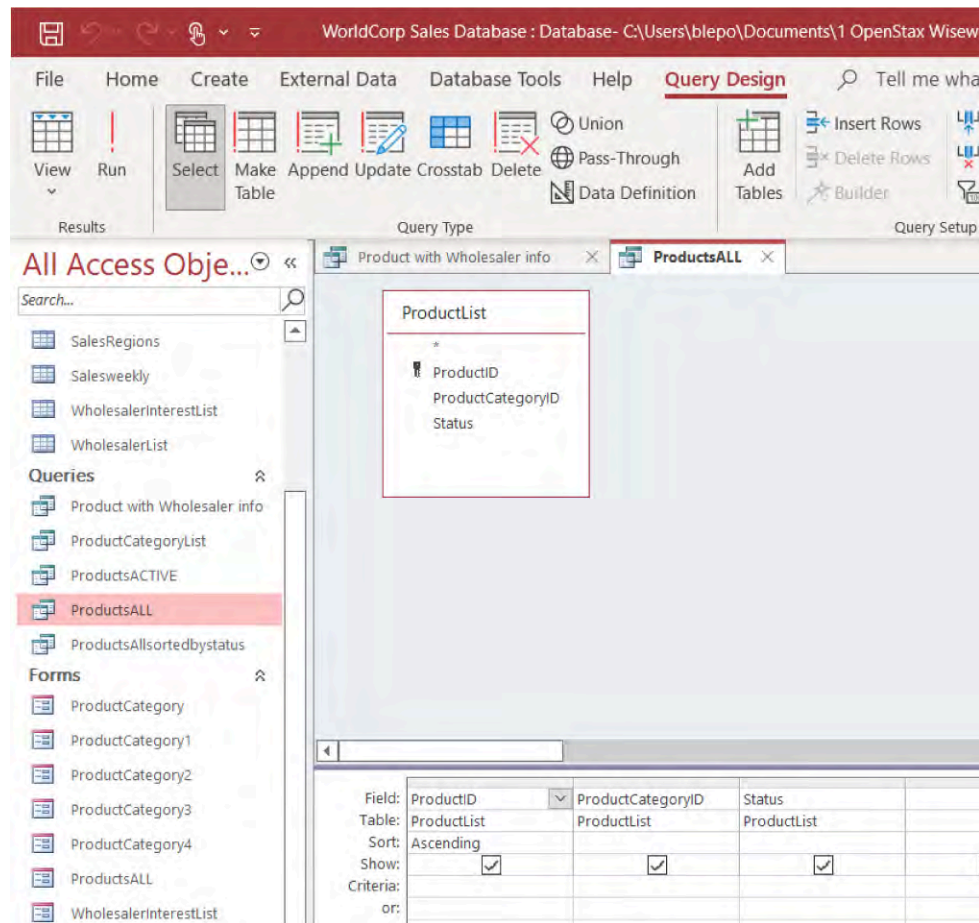 WorldCorp Sales Database : Database- C:\Users\blepo\Documents\1 OpenStax Wisew
File Home Create External Data Database Tools Help Query Design Tell me wha
View Run Select Make Table Append Update Crosstab Delete
Union
Pass-Through
Data Definition
Add Tables
Insert Rows
Delete Rows
Builder
Results Query Type Query Setup
All Access Obje... «
Search...
SalesRegions
Salesweekly
WholesalerInterestList
WholesalerList
Queries
Product with Wholesaler info
ProductCategoryList
ProductsACTIVE
ProductsALL
ProductsAllsortedbystatus
Forms
ProductCategory
ProductCategory1
ProductCategory2
ProductCategory3
ProductCategory4
ProductsALL
WholesalerInterestList
Product with Wholesaler info ProductsALL
ProductList
*
ProductID
ProductCategoryID
Status
Field: ProductID ProductCategoryID Status
Table: ProductList ProductList ProductList
Sort: Ascending
Show:
Criteria:
or: